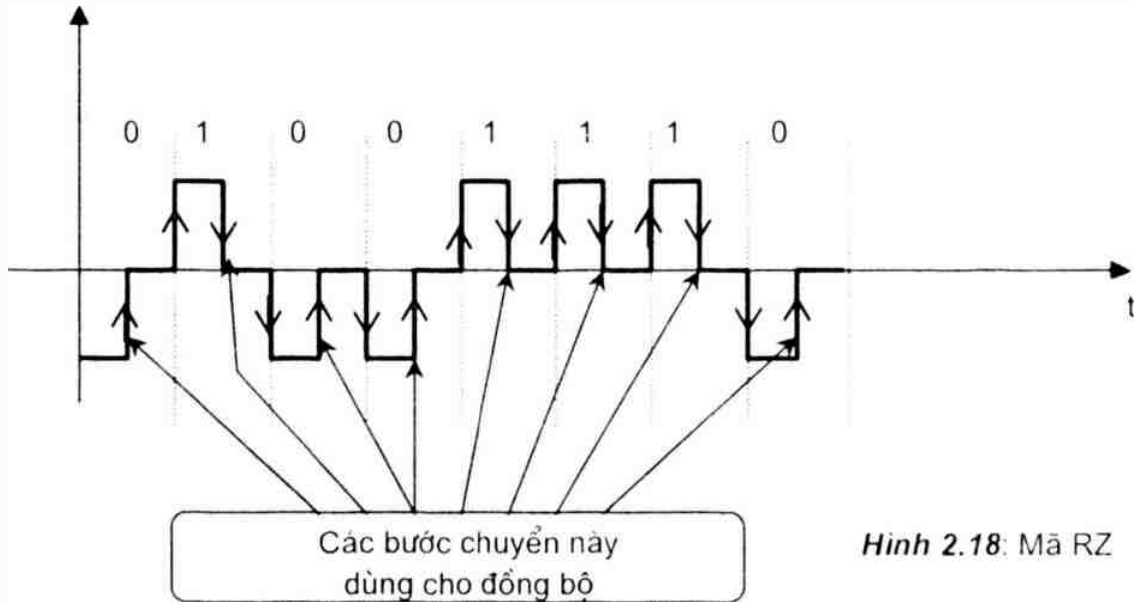 0 1 0 0 1 1 1 0
t
Các bước chuyển này
dùng cho đồng bộ
Hình 2.18: Mã RZ